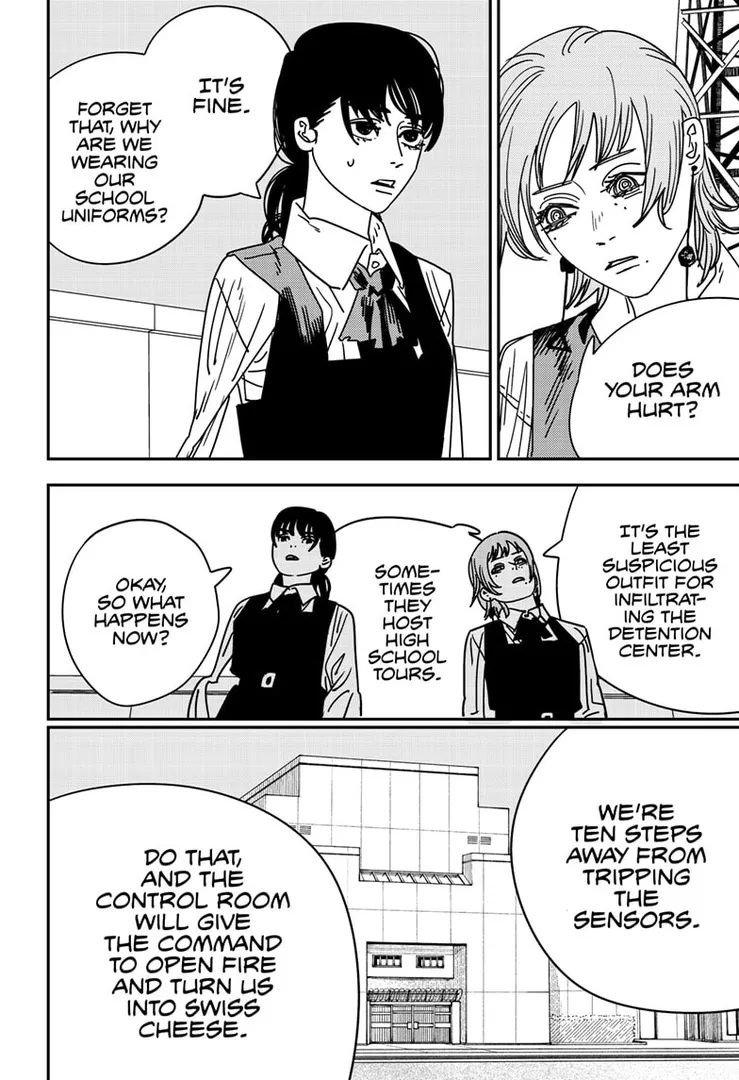 DOES
YOUR ARM
HURT?
IT'S
FINE.
FORGET
THAT, WHY
ARE WE
WEARING
OUR
SCHOOL
UNIFORMS?
IT'S THE
LEAST
SUSPICIOUS
OUTFIT FOR
INFILTRAT-
ING THE
DETENTION
CENTER.
SOME-
TIMES
THEY
HOST
HIGH
SCHOOL
TOURS.
OKAY,
SO WHAT
HAPPENS
NOW?
WE'RE
TEN STEPS
AWAY FROM
TRIPPING
THE
SENSORS.
DO THAT,
AND THE
CONTROL ROOM
WILL GIVE
THE COMMAND
TO OPEN FIRE
AND TURN US
INTO SWISS
CHEESE.